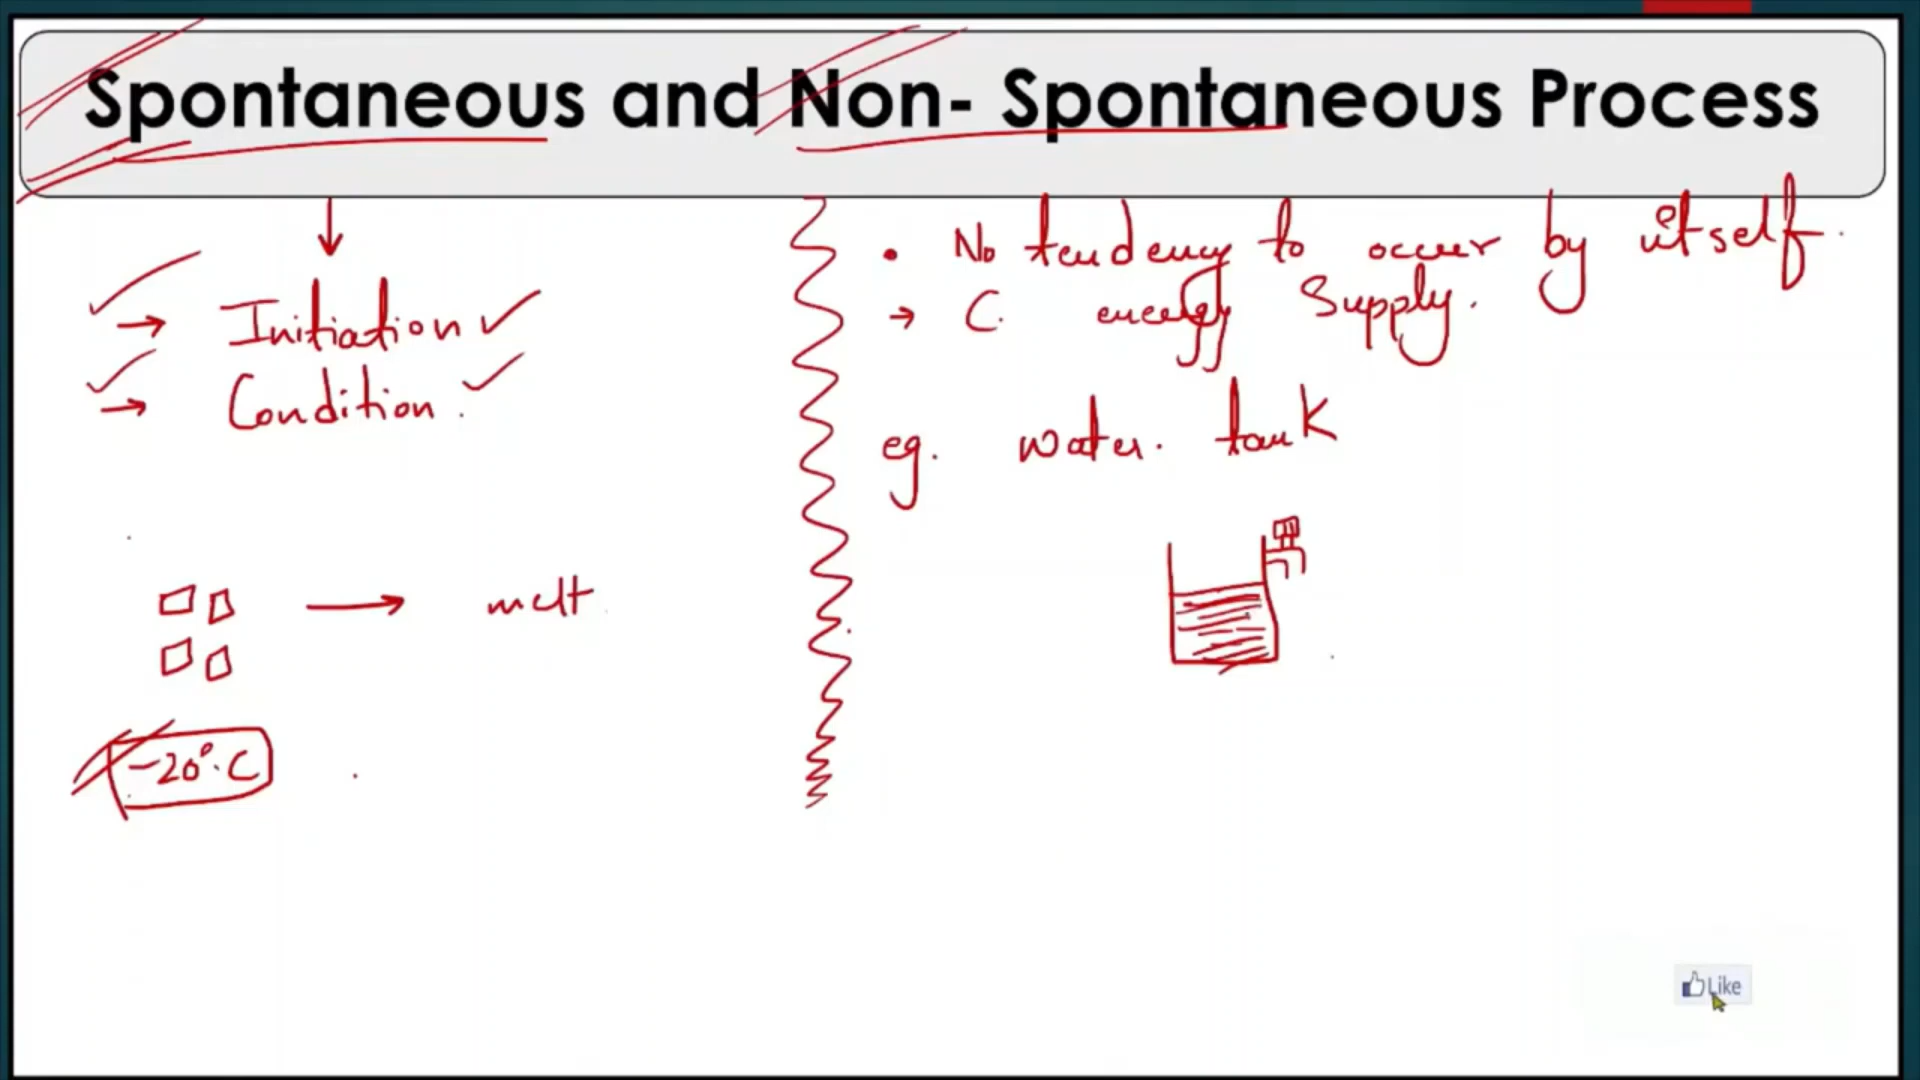 Spontaneous and Non- Spontaneous Process
→ Initiation ✓
→ Condition. ✓
melt
-20°C
• No tendency to occur by itself.
→ C. energy Supply.
eg. water. tank
Like